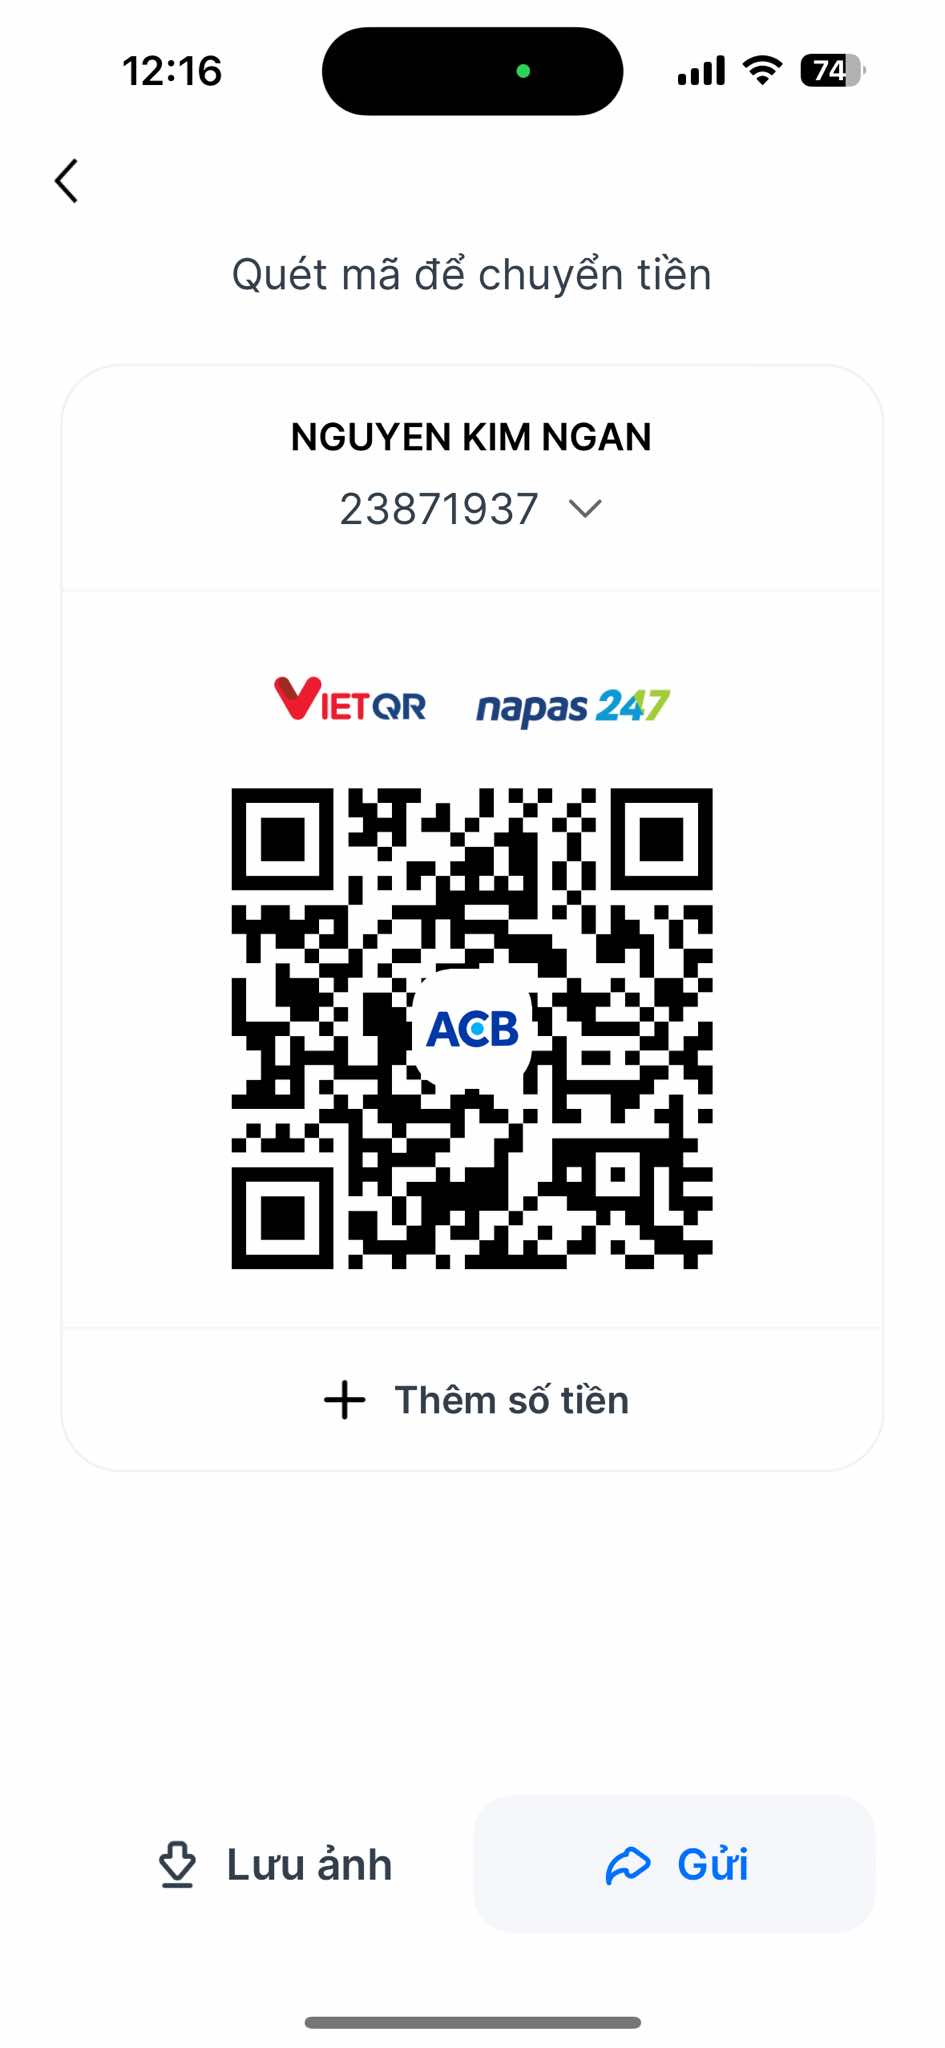 12:16
74
Quét mã để chuyển tiền
NGUYEN KIM NGAN
23871937
VIETQR napas 247
ACB
Thêm số tiền
Lưu ảnh
Gửi